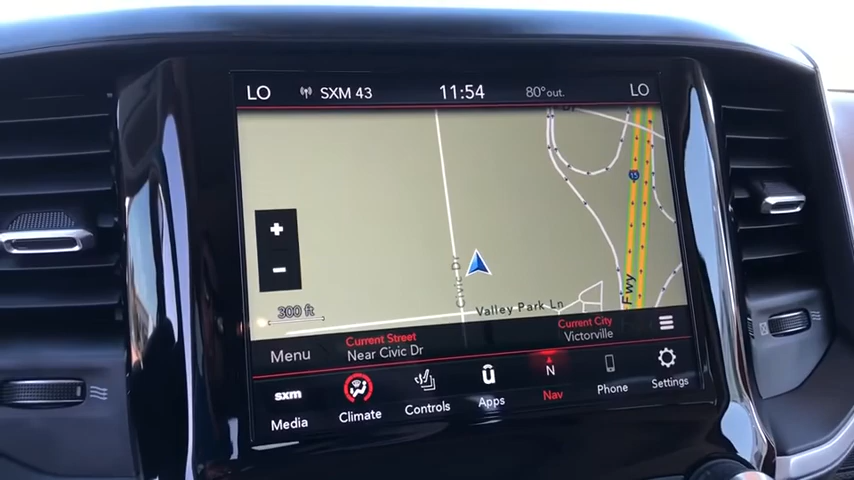 LO SXM 43 11:54 80°out. LO
15
+
-
300 ft
Civic Dr
Valley Park Ln
Fwy
Menu
Current Street
Near Civic Dr
Current City
Victorville
sxm
Media
Climate
Controls
Apps
N
Nav
Phone
Settings